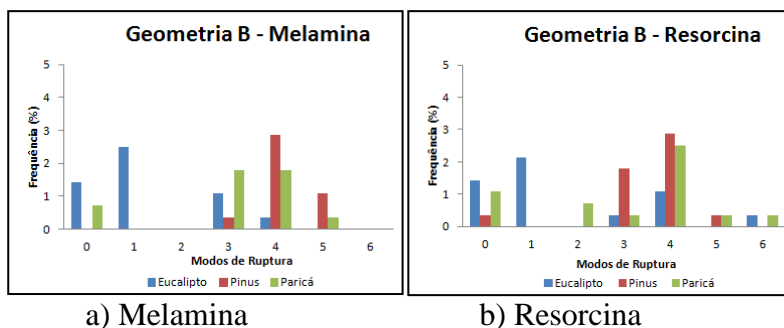 Geometria B - Melamina
Frequência (%)
5
4
3
2
1
0
0 1 2 3 4 5 6
Modos de Ruptura
Eucalipto Pinus Paricá
a) Melamina
Geometria B - Resorcina
Frequência (%)
5
4
3
2
1
0
0 1 2 3 4 5 6
Modos de Ruptura
Eucalipto Pinus Paricá
b) Resorcina